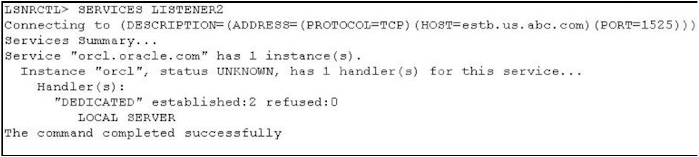 LSNRCTL> SERVICES LISTENER2
Connecting to (DESCRIPTION=(ADDRESS=(PROTOCOL=TCP)(HOST=estb.us.abc.com)(PORT=1525)))
Services Summary...
Service "orcl.oracle.com" has 1 instance(s).
Instance "orcl", status UNKNOWN, has 1 handler(s) for this service...
Handler(s):
"DEDICATED" established:2 refused:0
LOCAL SERVER
The command completed successfully